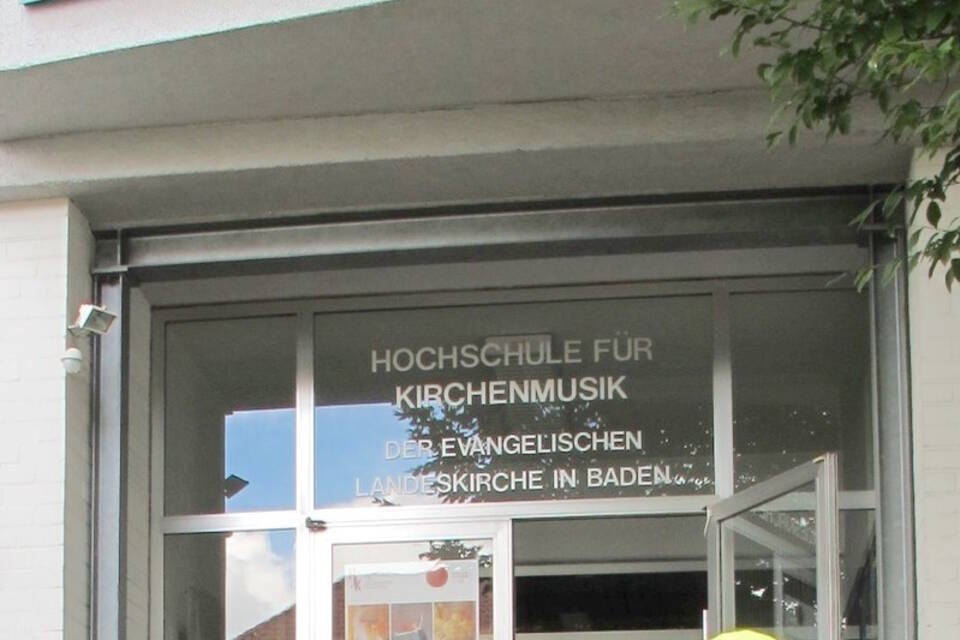 HOCHSCHULE FÜR
KIRCHENMUSIK
DER EVANGELISCHEN
LANDESKIRCHE IN BADEN